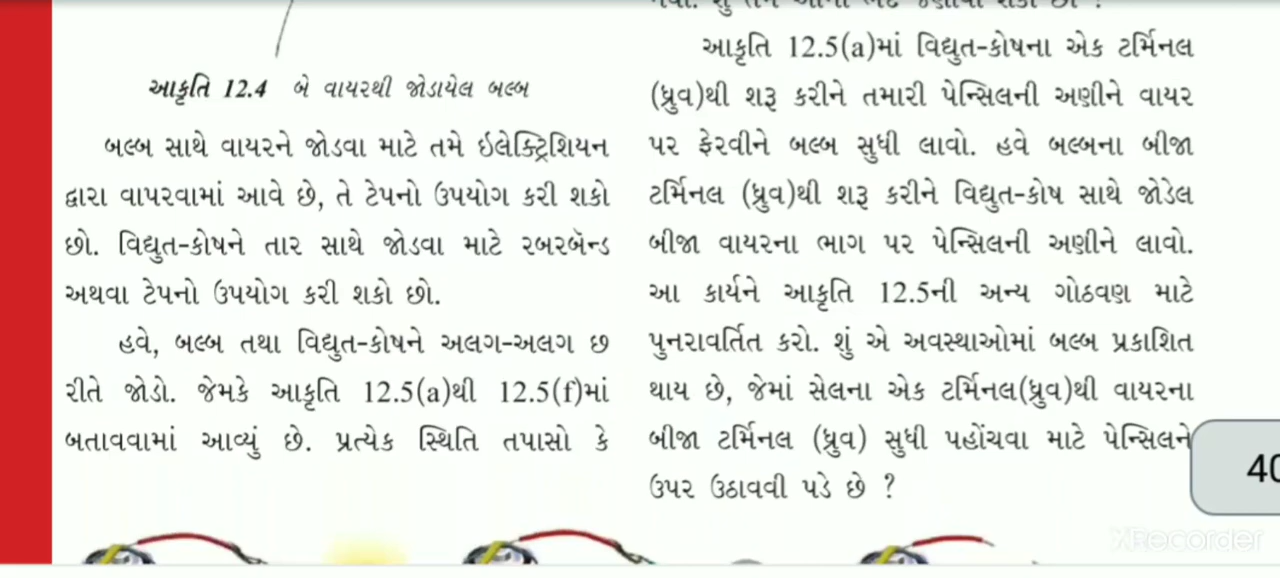 આકૃતિ 12.4 બે વાયરથી જોડાયેલ બલ્બ
બલ્બ સાથે વાયરને જોડવા માટે તમે ઇલેક્ટ્રિશિયન
દ્વારા વાપરવામાં આવે છે, તે ટેપનો ઉપયોગ કરી શકો
છો. વિદ્યુત-કોષને તાર સાથે જોડવા માટે રબરબૅન્ડ
અથવા ટેપનો ઉપયોગ કરી શકો છો.
હવે, બલ્બ તથા વિદ્યુત-કોષને અલગ-અલગ છ
રીતે જોડો. જેમકે આકૃતિ 12.5(a)થી 12.5(f)માં
બતાવવામાં આવ્યું છે. પ્રત્યેક સ્થિતિ તપાસો કે
આકૃતિ 12.5(a)માં વિદ્યુત-કોષના એક ટર્મિનલ
(ધ્રુવ)થી શરૂ કરીને તમારી પેન્સિલની અણીને વાયર
પર ફેરવીને બલ્બ સુધી લાવો. હવે બલ્બના બીજા
ટર્મિનલ (ધ્રુવ)થી શરૂ કરીને વિદ્યુત-કોષ સાથે જોડેલ
બીજા વાયરના ભાગ પર પેન્સિલની અણીને લાવો.
આ કાર્યને આકૃતિ 12.5ની અન્ય ગોઠવણ માટે
પુનરાવર્તિત કરો. શું એ અવસ્થાઓમાં બલ્બ પ્રકાશિત
થાય છે, જેમાં સેલના એક ટર્મિનલ(ધ્રુવ)થી વાયરના
બીજા ટર્મિનલ (ધ્રુવ) સુધી પહોંચવા માટે પેન્સિલને
ઉપર ઉઠાવવી પડે છે ?
40
XRecorder